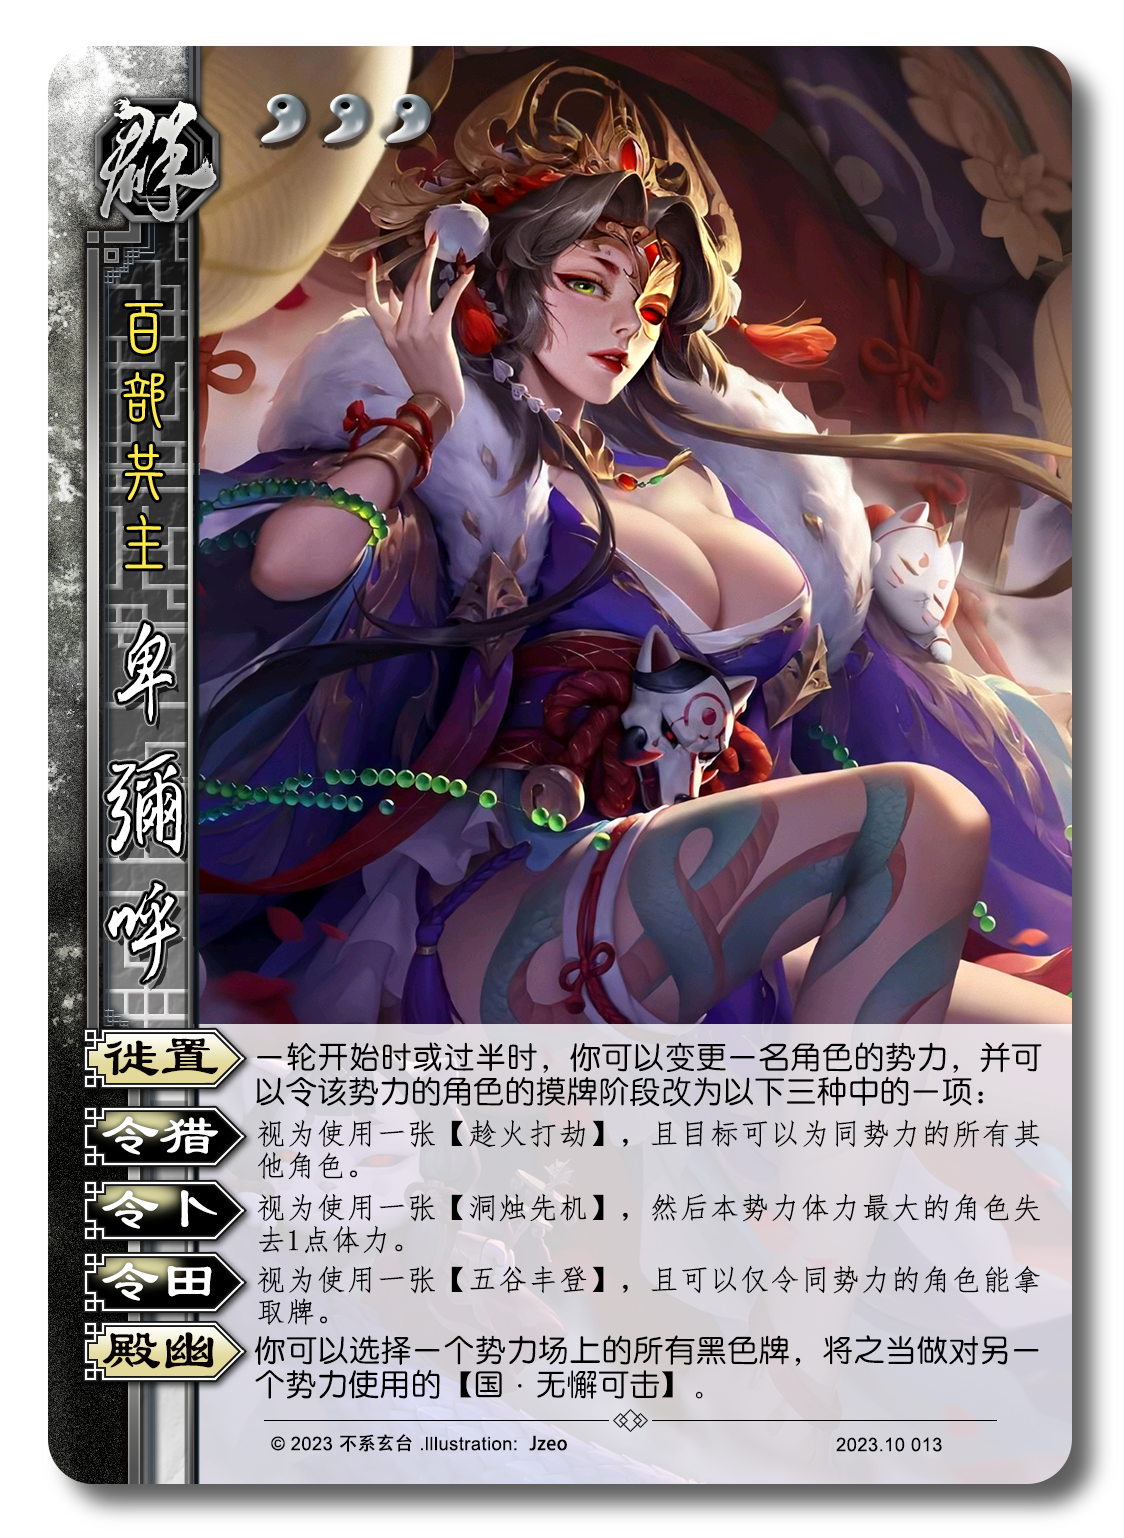 群
百部共主
卑彌呼
徙置
一轮开始时或过半时，你可以变更一名角色的势力，并可
以令该势力的角色的摸牌阶段改为以下三种中的一项：
令猎
视为使用一张【趁火打劫】，且目标可以为同势力的所有其
他角色。
令卜
视为使用一张【洞烛先机】，然后本势力体力最大的角色失
去1点体力。
令田
视为使用一张【五谷丰登】，且可以仅令同势力的角色能拿
取牌。
殿幽
你可以选择一个势力场上的所有黑色牌，将之当做对另一
个势力使用的【国·无懈可击】。
© 2023 不系玄台 .Illustration: Jzeo
2023.10 013